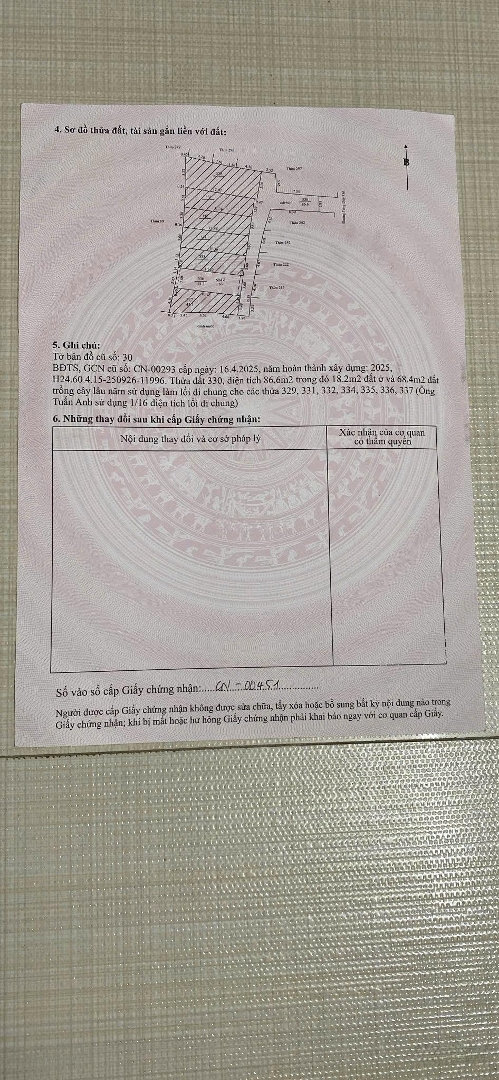 4. Sơ đồ thửa đất, tài sản gắn liền với đất:
Thửa 297
B
Thửa 282
5. Ghi chú:
Tờ bản đồ cũ số: 30
BĐTS, GCN cũ số: CN-00293 cấp ngày: 16.4.2025, năm hoàn thành xây dựng: 2025,
H24.60.4.15-250926-11996. Thửa đất 330, diện tích 86.6m2 trong đó 18.2m2 đất ở và 68.4m2 đất
trồng cây lâu năm sử dụng làm lối đi chung cho các thửa 329, 331, 332, 334, 335, 336, 337 (Ông
Tuấn Anh sử dụng 1/16 diện tích lối đi chung)
6. Những thay đổi sau khi cấp Giấy chứng nhận:
Nội dung thay đổi và cơ sở pháp lý
Xác nhận của cơ quan
có thẩm quyền
Số vào sổ cấp Giấy chứng nhận:.....CN-00451..............
Người được cấp Giấy chứng nhận không được sửa chữa, tẩy xóa hoặc bổ sung bất kỳ nội dung nào trong
Giấy chứng nhận; khi bị mất hoặc hư hỏng Giấy chứng nhận phải khai báo ngay với cơ quan cấp Giấy.